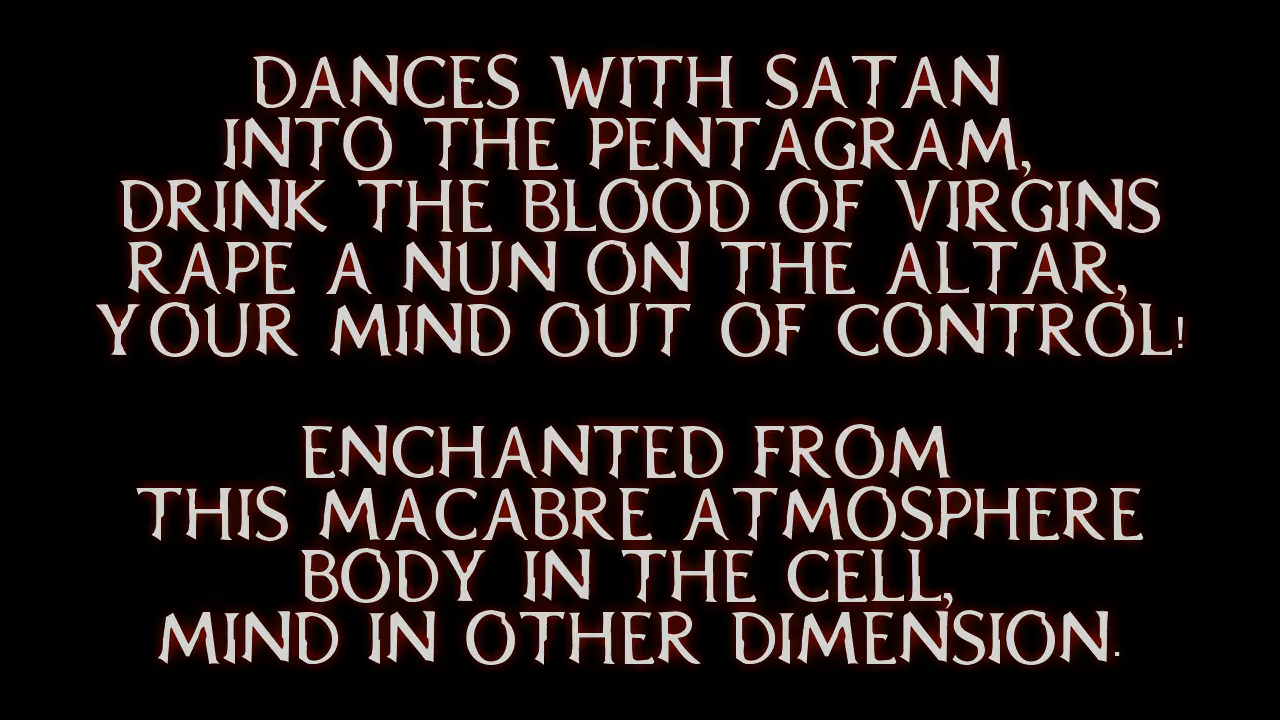 DANCES WITH SATAN
INTO THE PENTAGRAM,
DRINK THE BLOOD OF VIRGINS
RAPE A NUN ON THE ALTAR,
YOUR MIND OUT OF CONTROL!
ENCHANTED FROM
THIS MACABRE ATMOSPHERE
BODY IN THE CELL,
MIND IN OTHER DIMENSION.